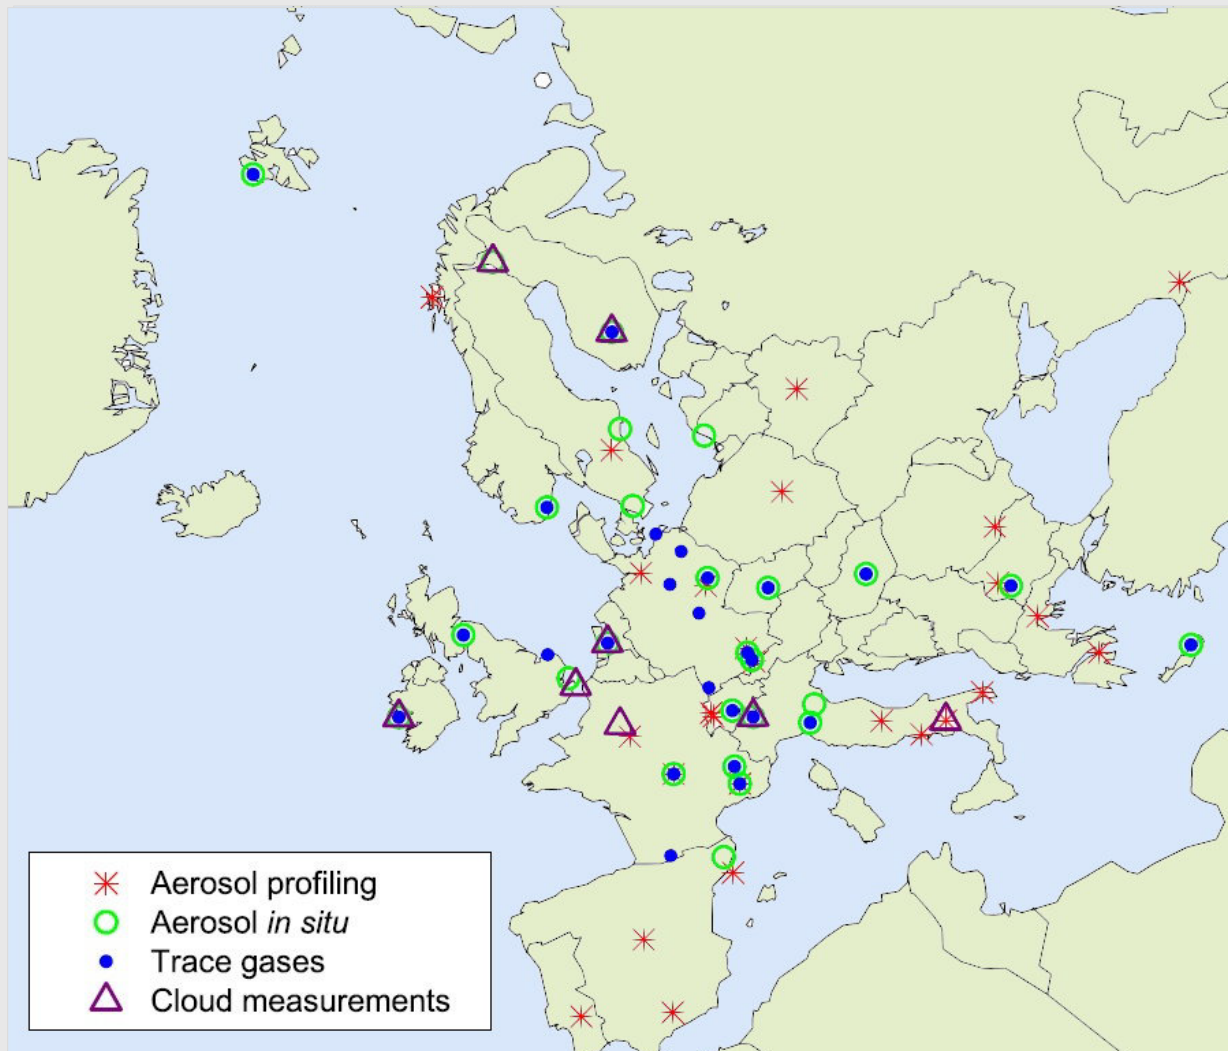 Aerosol profiling
Aerosol in situ
Trace gases
Cloud measurements